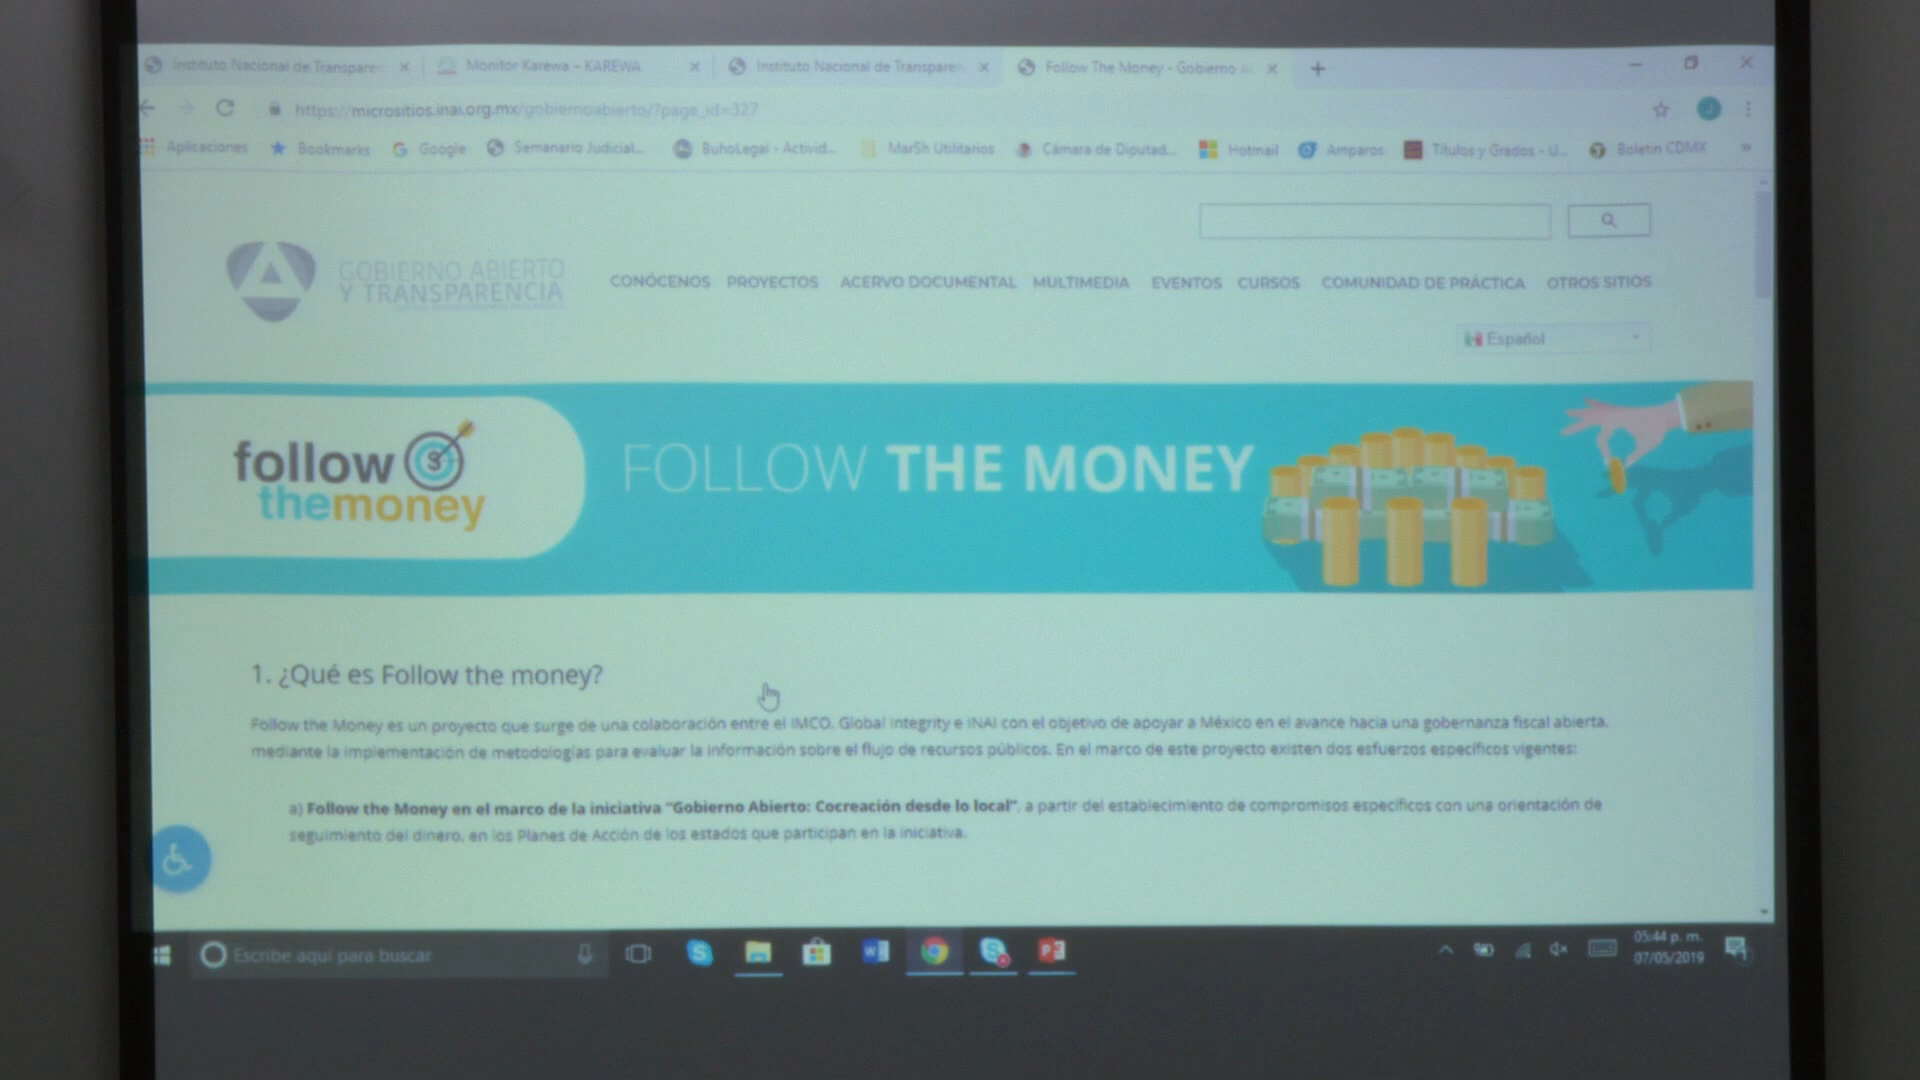 Instituto Nacional de Transpare
Monitor Karewa – KAREWA
Instituto Nacional de Transparen
Follow The Money - Gobierno A
https://micrositios.inai.org.mx/gobiernoabierto/?page_id=327
Aplicaciones
Bookmarks
Google
Semanario Judicial...
BuhoLegal - Activid...
MarSh Utilitarios
Cámara de Diputad...
Hotmail
Amparos
Títulos y Grados - U...
Boletin CDMX
GOBIERNO ABIERTO
Y TRANSPARENCIA
CONÓCENOS PROYECTOS ACERVO DOCUMENTAL MULTIMEDIA EVENTOS CURSOS COMUNIDAD DE PRÁCTICA OTROS SITIOS
Español
follow
themoney
FOLLOW THE MONEY
1. ¿Qué es Follow the money?
Follow the Money es un proyecto que surge de una colaboración entre el IMCO, Global Integrity e INAI con el objetivo de apoyar a México en el avance hacia una gobernanza fiscal abierta,
mediante la implementación de metodologías para evaluar la información sobre el flujo de recursos públicos. En el marco de este proyecto existen dos esfuerzos específicos vigentes:
a) Follow the Money en el marco de la iniciativa "Gobierno Abierto: Cocreación desde lo local", a partir del establecimiento de compromisos específicos con una orientación de
seguimiento del dinero, en los Planes de Acción de los estados que participan en la iniciativa.
Escribe aquí para buscar
05:44 p. m.
07/05/2019